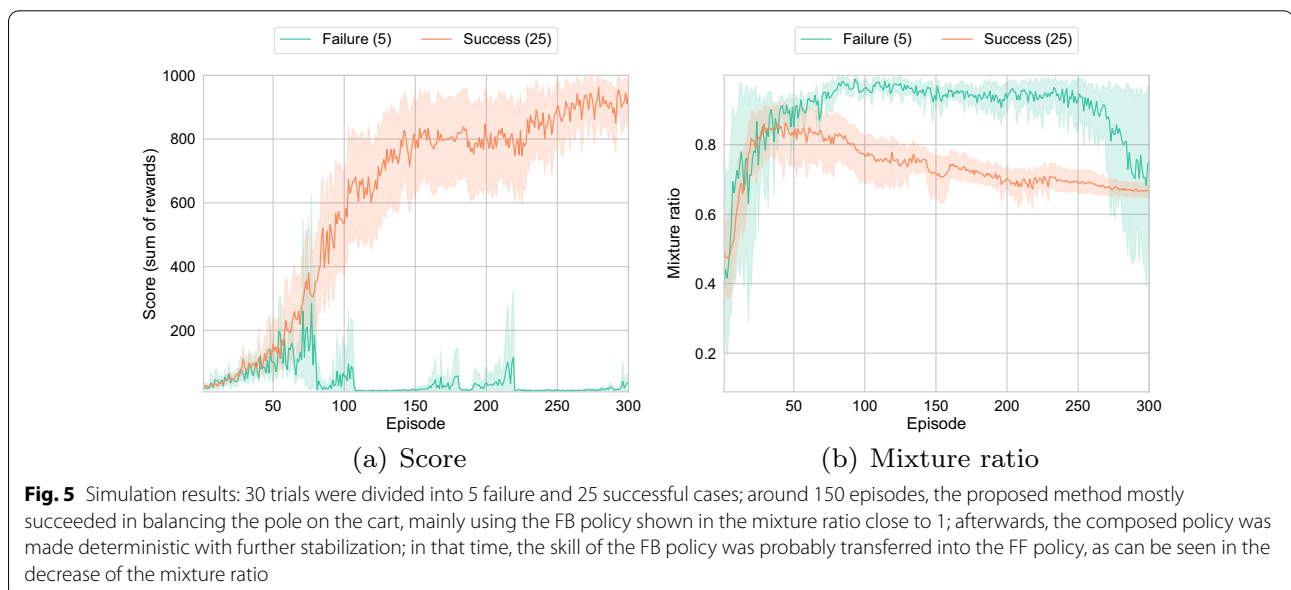 Failure (5) Success (25)
Score (sum of rewards)
1000
800
600
400
200
50 100 150 200 250 300
Episode
(a) Score
Failure (5) Success (25)
Mixture ratio
0.8
0.6
0.4
0.2
50 100 150 200 250 300
Episode
(b) Mixture ratio
Fig. 5 Simulation results: 30 trials were divided into 5 failure and 25 successful cases; around 150 episodes, the proposed method mostly
succeeded in balancing the pole on the cart, mainly using the FB policy shown in the mixture ratio close to 1; afterwards, the composed policy was
made deterministic with further stabilization; in that time, the skill of the FB policy was probably transferred into the FF policy, as can be seen in the
decrease of the mixture ratio